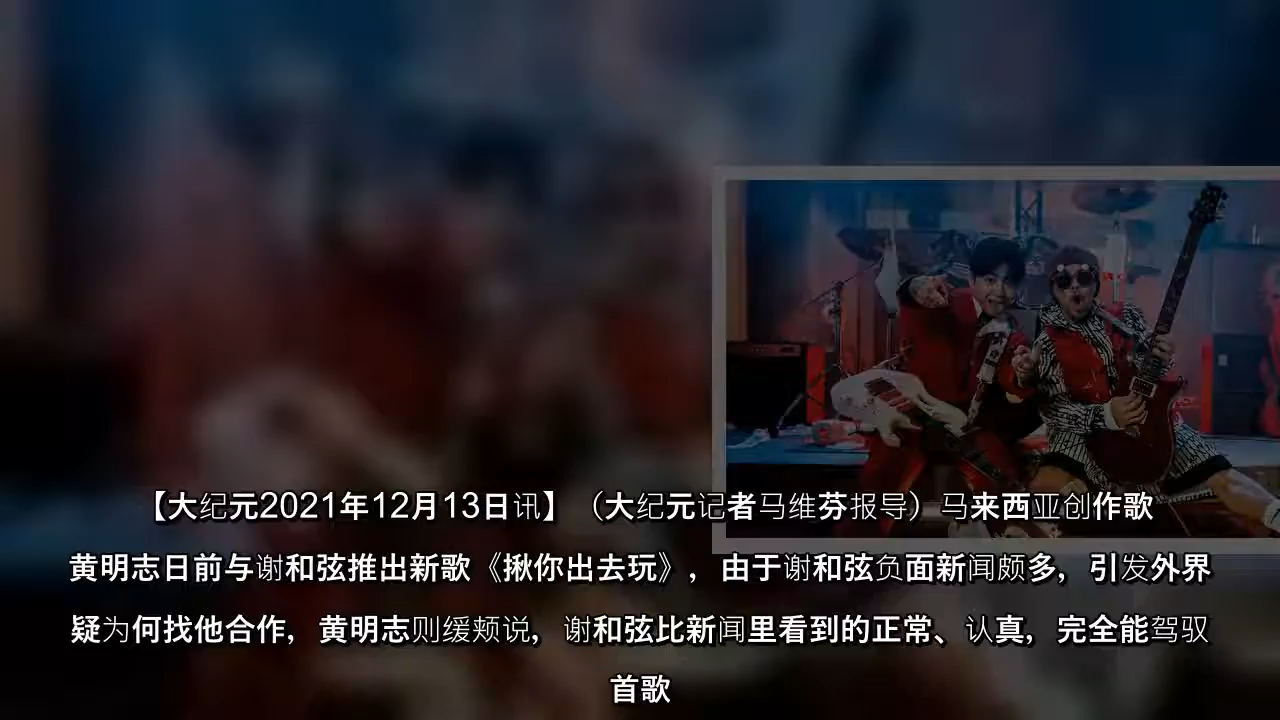 【大纪元2021年12月13日讯】（大纪元记者马维芬报导）马来西亚创作歌
黄明志日前与谢和弦推出新歌《揪你出去玩》，由于谢和弦负面新闻颇多，引发外界
疑为何找他合作，黄明志则缓颊说，谢和弦比新闻里看到的正常、认真，完全能驾驭
首歌